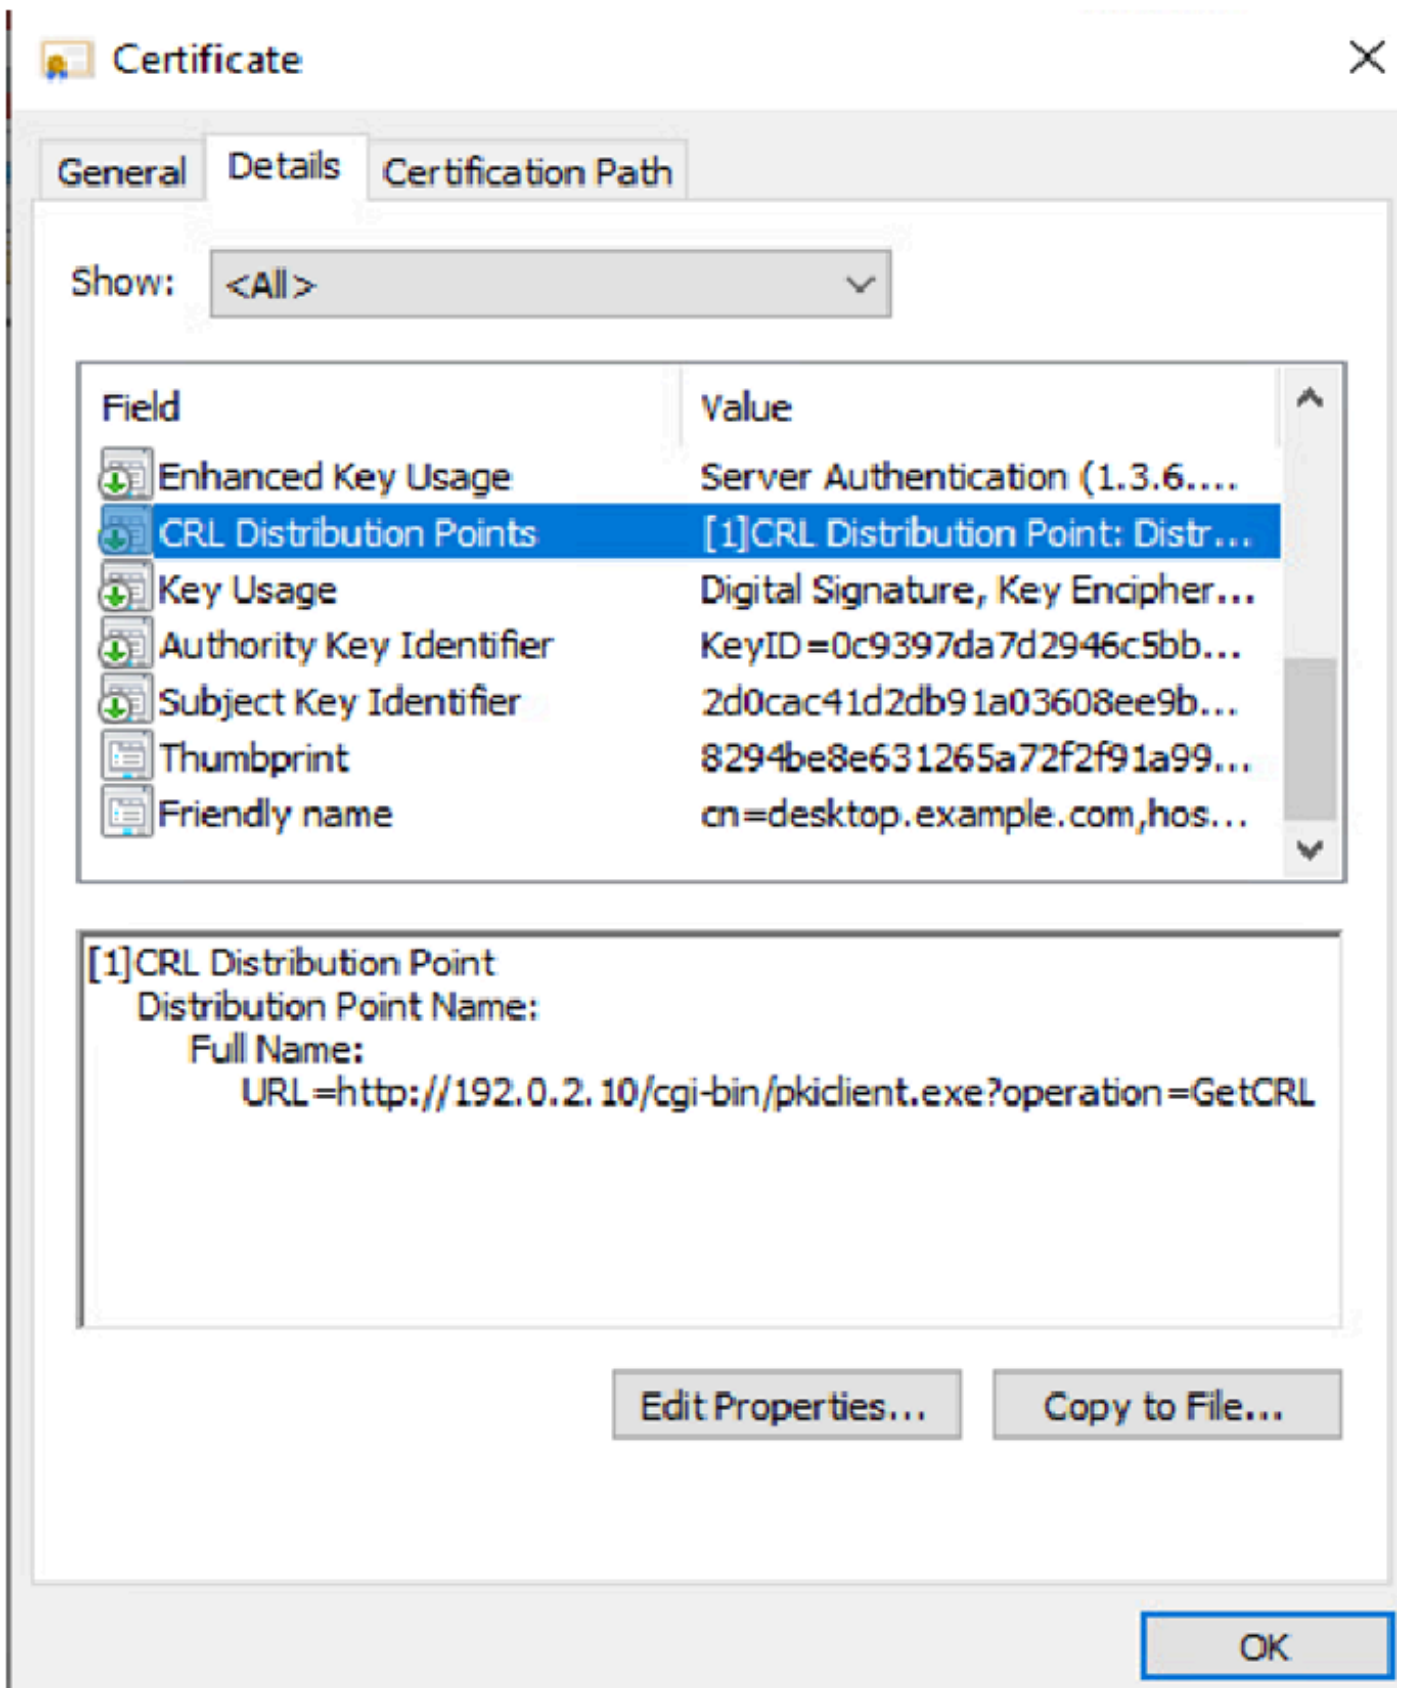 Certificate
General Details Certification Path
Show: <All>
Field Value
Enhanced Key Usage Server Authentication (1.3.6....
CRL Distribution Points [1]CRL Distribution Point: Distr...
Key Usage Digital Signature, Key Encipher...
Authority Key Identifier KeyID=0c9397da7d2946c5bb...
Subject Key Identifier 2d0cac41d2db91a03608ee9b...
Thumbprint 8294be8e631265a72f2f91a99...
Friendly name cn=desktop.example.com,hos...
[1]CRL Distribution Point
Distribution Point Name:
Full Name:
URL=http://192.0.2.10/cgi-bin/pkiclient.exe?operation=GetCRL
Edit Properties... Copy to File...
OK